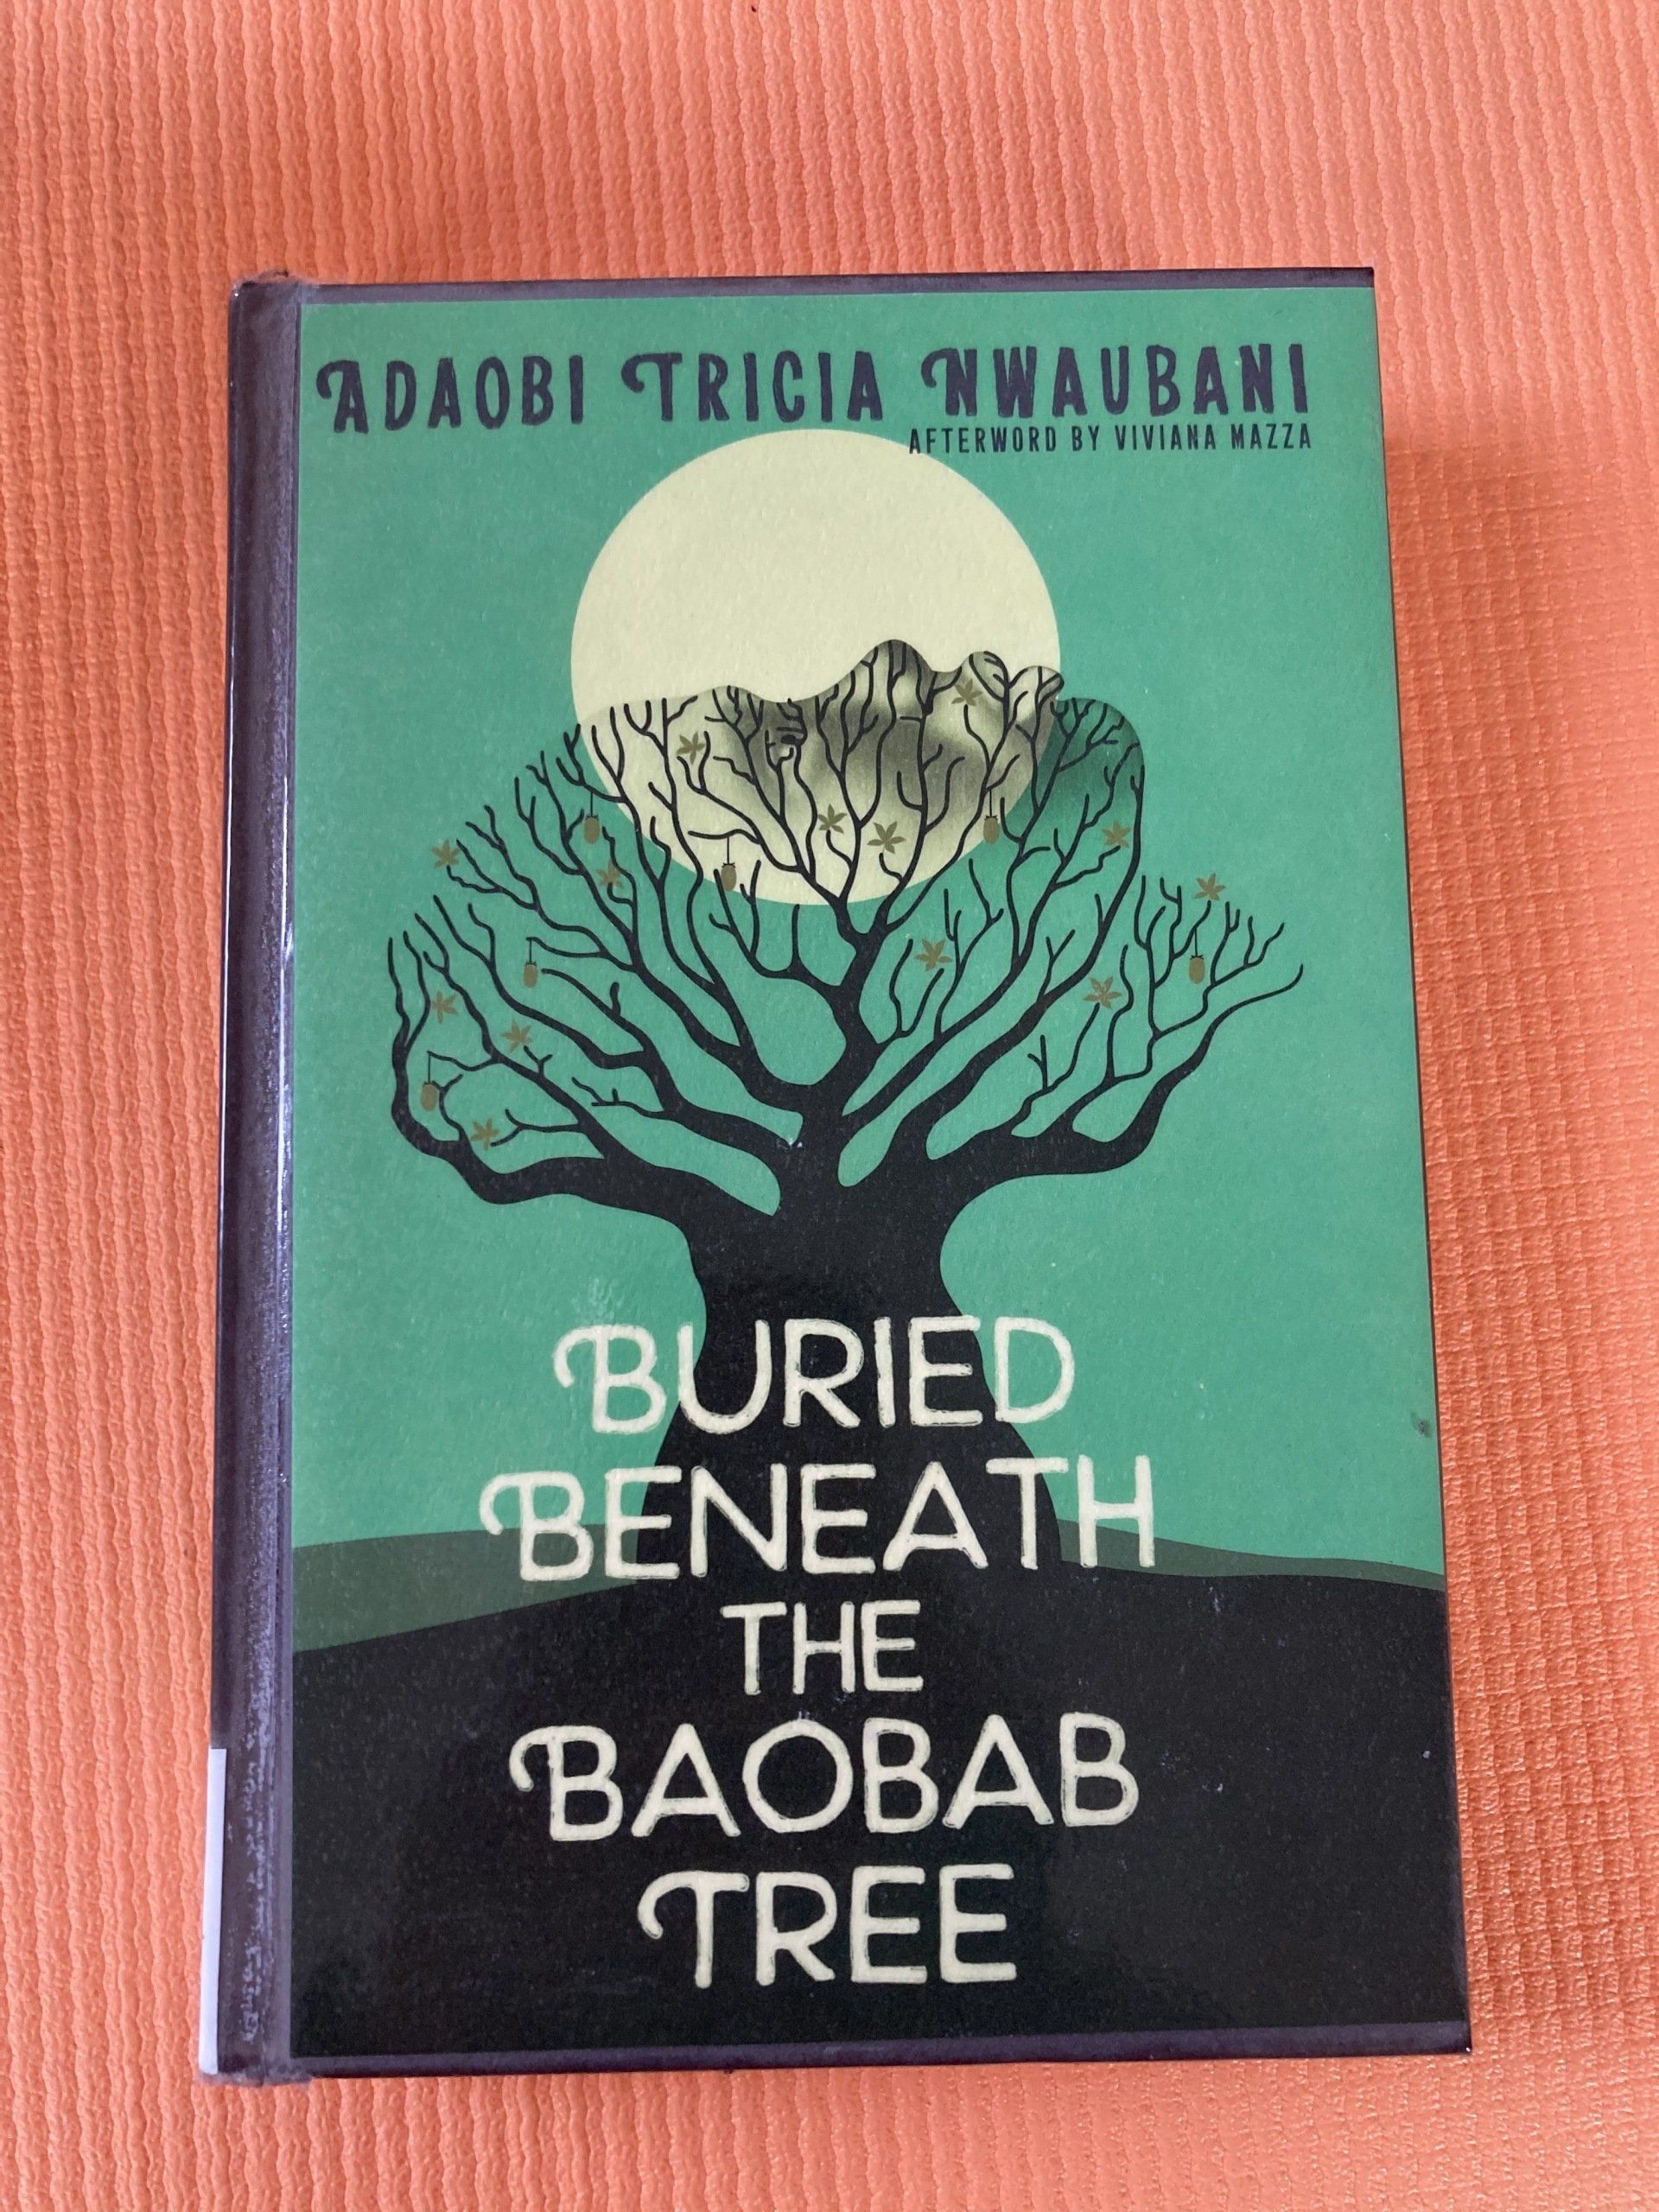 ADAOBI TRICIA NWAUBANI
AFTERWORD BY VIVIANA MAZZA
BURIED
BENEATH
THE
BAOBAB
TREE